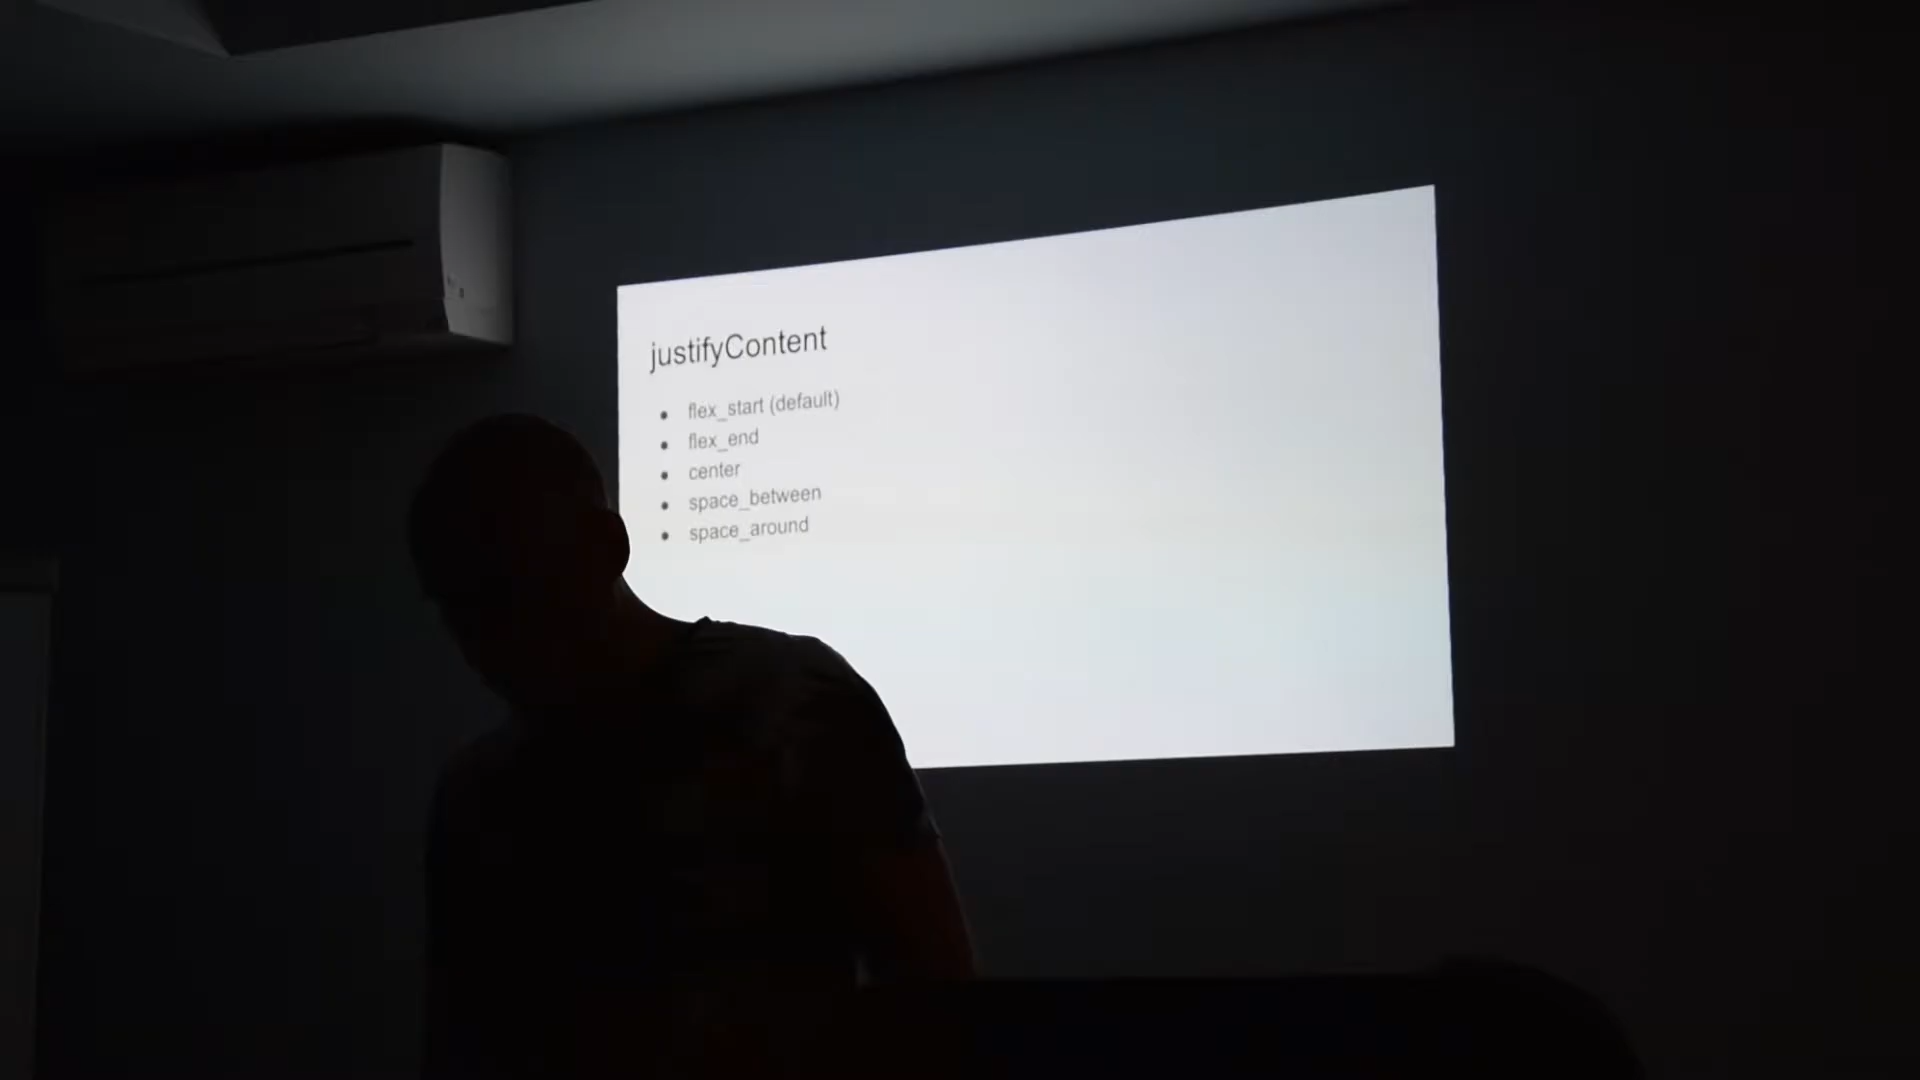 justifyContent
flex_start (default)
flex_end
center
space_between
space_around